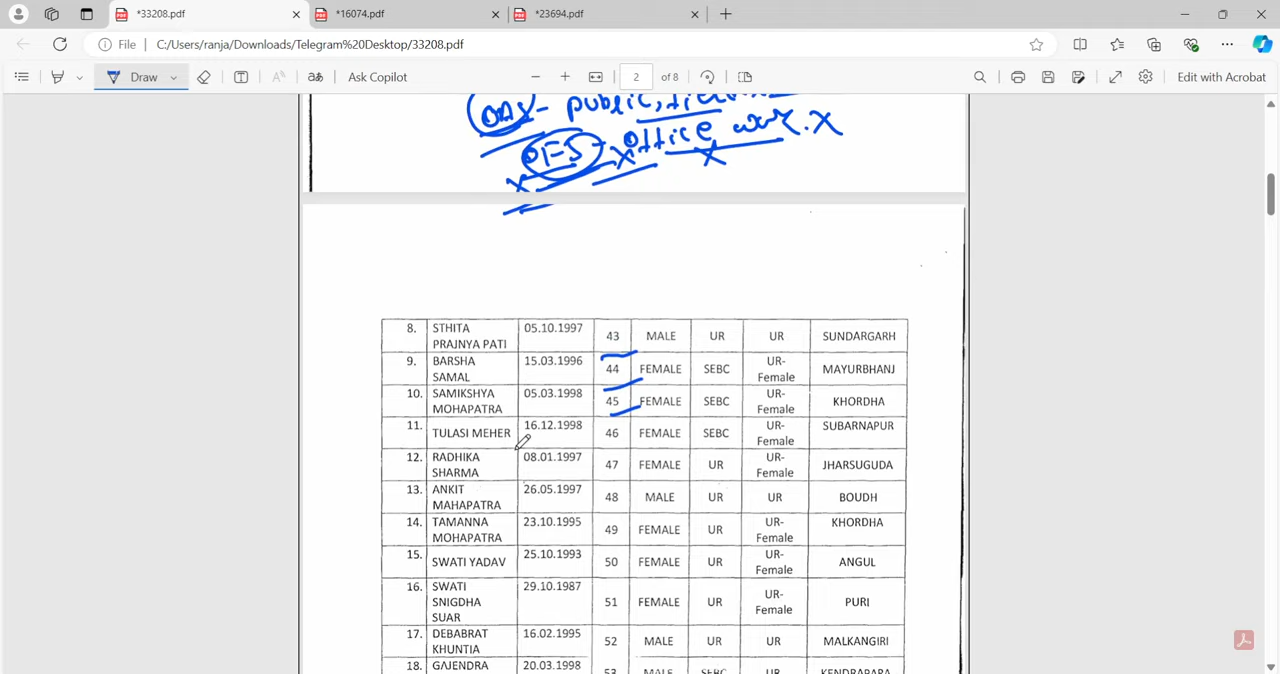 *33208.pdf
*16074.pdf
*23694.pdf
File C:/Users/ranja/Downloads/Telegram%20Desktop/33208.pdf
Draw
Ask Copilot
2 of 8
Edit with Acrobat
public,
OFS - office work. X
8. STHITA PRAJNYA PATI 05.10.1997 43 MALE UR UR SUNDARGARH
9. BARSHA SAMAL 15.03.1996 44 FEMALE SEBC UR-Female MAYURBHANJ
10. SAMIKSHYA MOHAPATRA 05.03.1998 45 FEMALE SEBC UR-Female KHORDHA
11. TULASI MEHER 16.12.1998 46 FEMALE SEBC UR-Female SUBARNAPUR
12. RADHIKA SHARMA 08.01.1997 47 FEMALE UR UR-Female JHARSUGUDA
13. ANKIT MAHAPATRA 26.05.1997 48 MALE UR UR BOUDH
14. TAMANNA MOHAPATRA 23.10.1995 49 FEMALE UR UR-Female KHORDHA
15. SWATI YADAV 25.10.1993 50 FEMALE UR UR-Female ANGUL
16. SWATI SNIGDHA SUAR 29.10.1987 51 FEMALE UR UR-Female PURI
17. DEBABRAT KHUNTIA 16.02.1995 52 MALE UR UR MALKANGIRI
18. GAJENDRA 20.03.1998 53 MALE SEBC UR KENDRAPARA